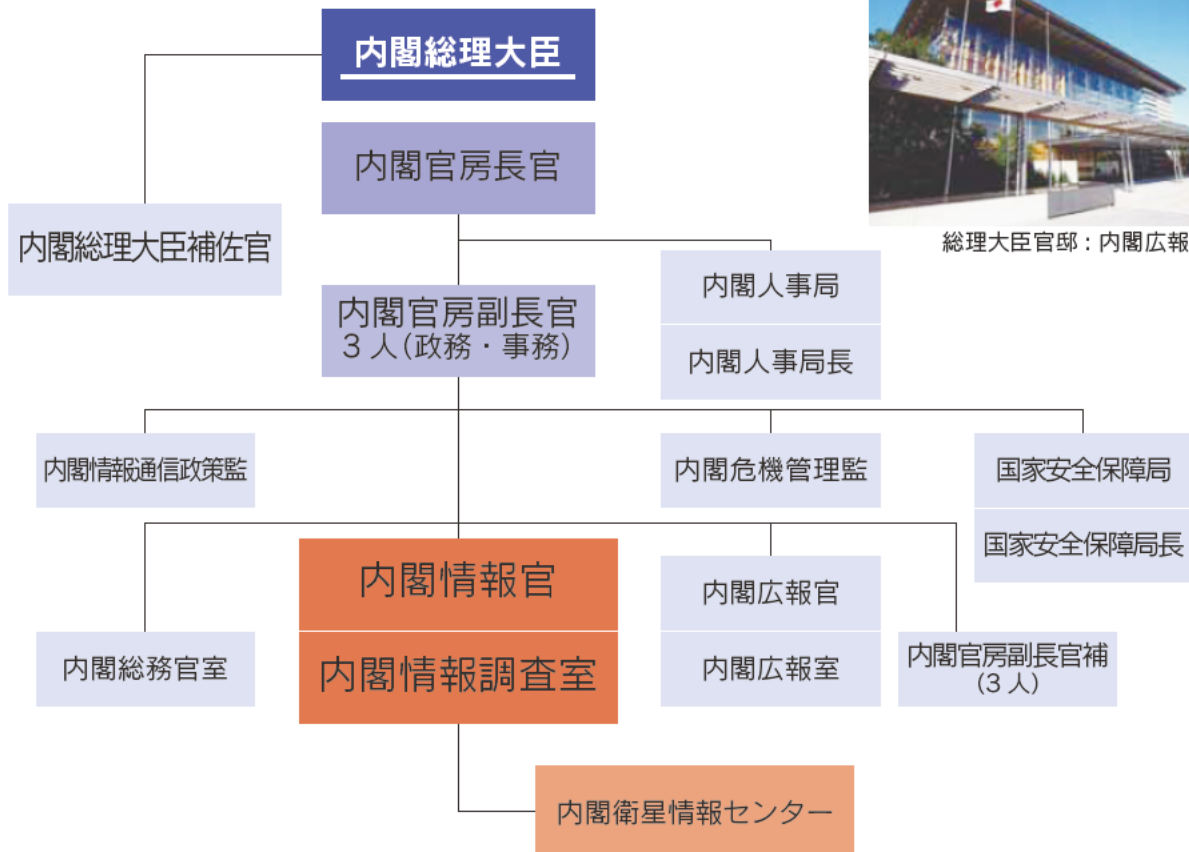 内閣総理大臣
内閣官房長官
総理大臣官邸:内閣広報
内閣総理大臣補佐官
内閣人事局
内閣官房副長官
3人(政務・事務)
内閣人事局長
内閣情報通信政策監
内閣危機管理監
国家安全保障局
国家安全保障局長
内閣情報官
内閣広報官
内閣総務官室
内閣情報調査室
内閣広報室
内閣官房副長官補
(3人)
内閣衛星情報センター